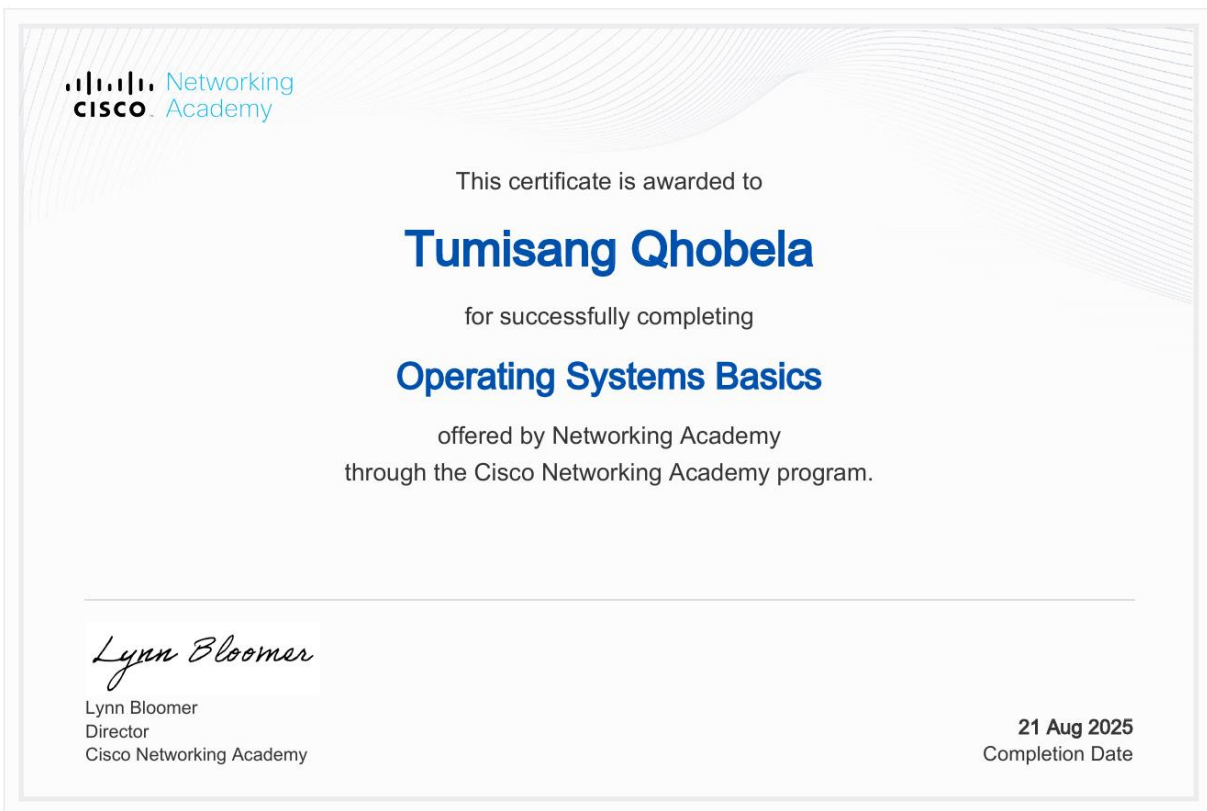 Networking
CISCO Academy
This certificate is awarded to
Tumisang Qhobela
for successfully completing
Operating Systems Basics
offered by Networking Academy
through the Cisco Networking Academy program.
Lynn Bloomer
Lynn Bloomer
Director
Cisco Networking Academy
21 Aug 2025
Completion Date